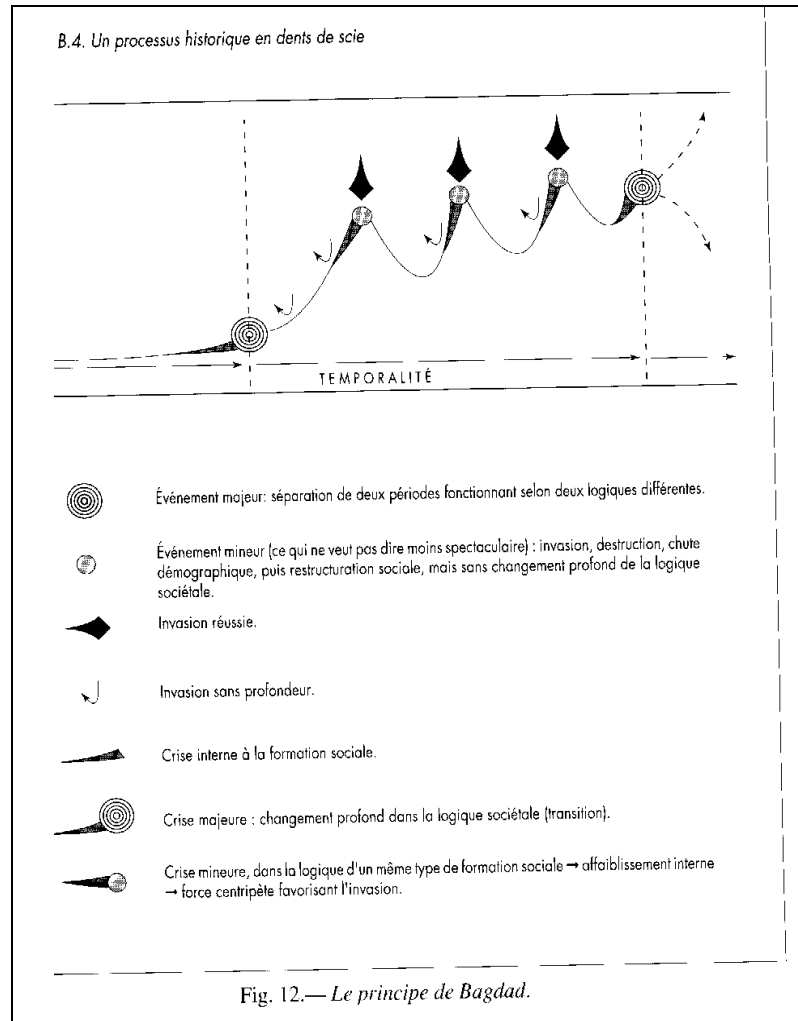 B.4. Un processus historique en dents de scie
TEMPORALITÉ
Événement majeur: séparation de deux périodes fonctionnant selon deux logiques différentes.
Événement mineur (ce qui ne veut pas dire moins spectaculaire) : invasion, destruction, chute
démographique, puis restructuration sociale, mais sans changement profond de la logique
sociétale.
Invasion réussie.
Invasion sans profondeur.
Crise interne à la formation sociale.
Crise majeure : changement profond dans la logique sociétale (transition).
Crise mineure, dans la logique d'un même type de formation sociale → affaiblissement interne
→ force centripète favorisant l'invasion.
Fig. 12.— Le principe de Bagdad.